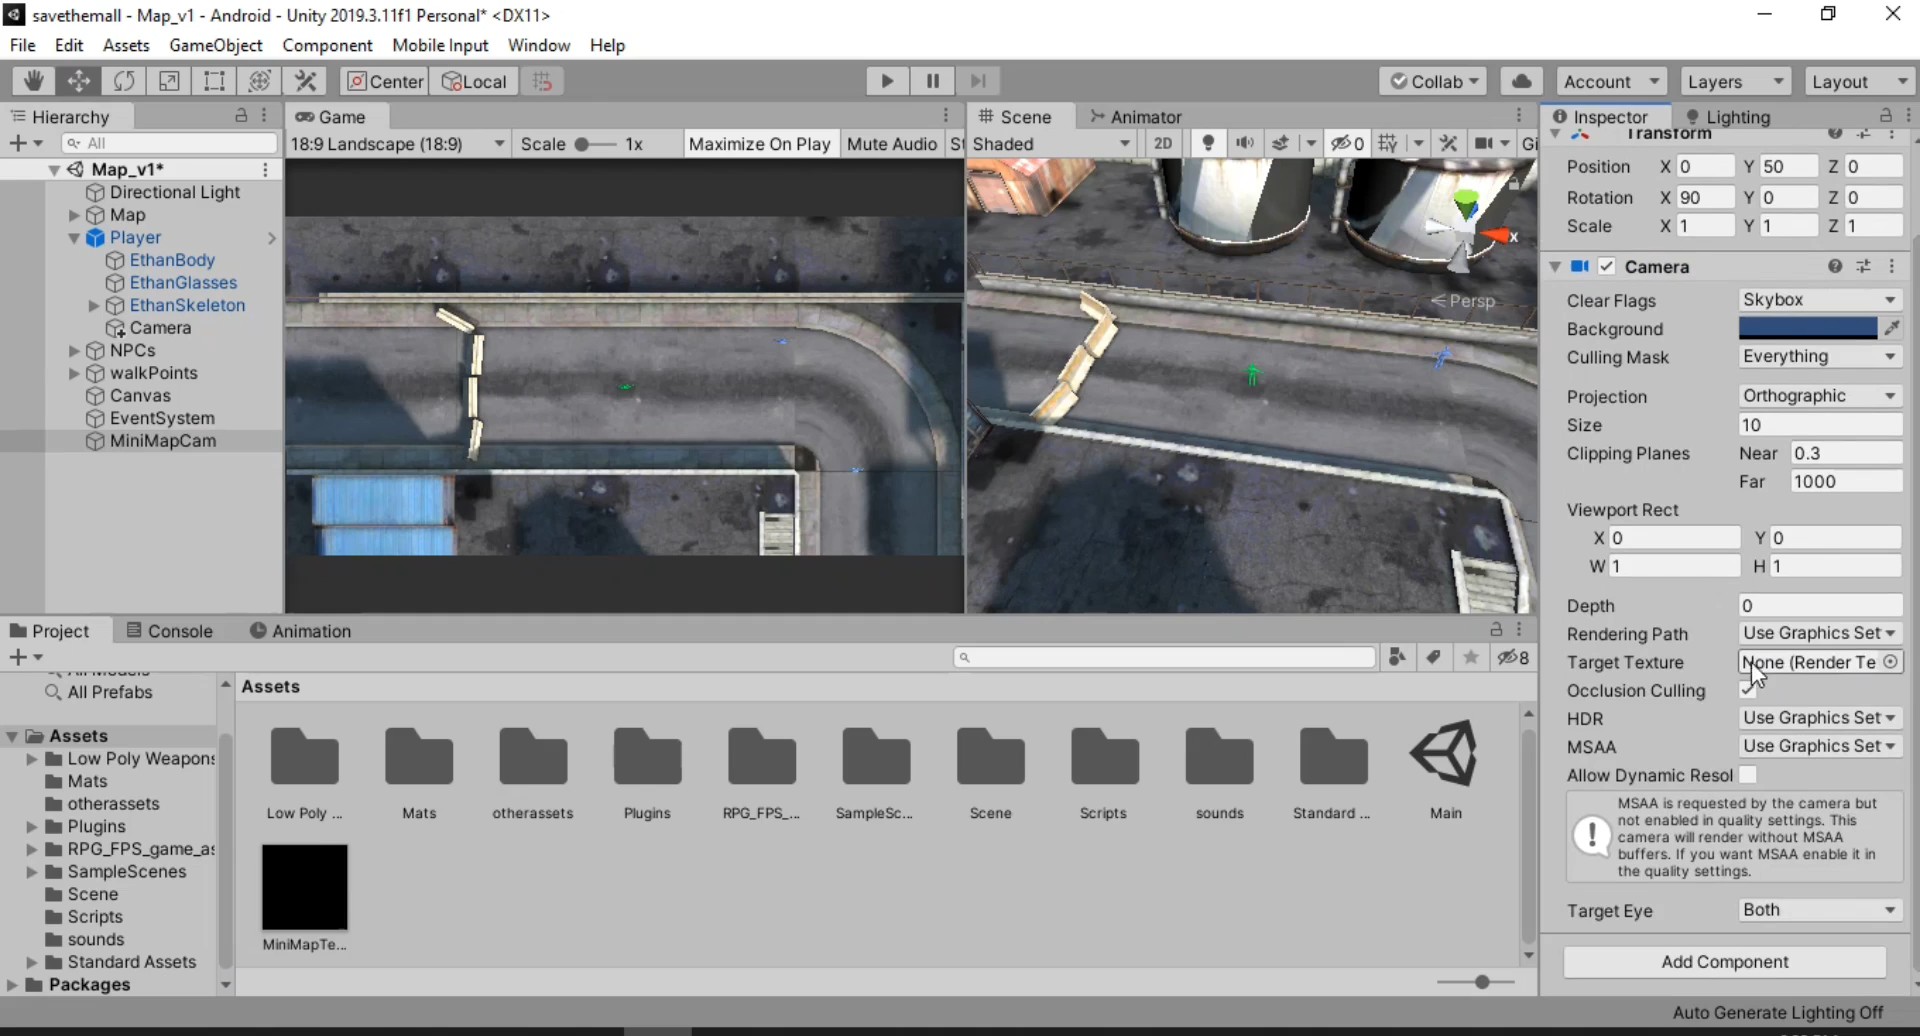 savethemall - Map_v1 - Android - Unity 2019.3.11f1 Personal* <DX11>
File Edit Assets GameObject Component Mobile Input Window Help
Center Local Collab Account Layers Layout
Hierarchy
All
Map_v1*
Directional Light
Map
Player
EthanBody
EthanGlasses
EthanSkeleton
Camera
NPCs
walkPoints
Canvas
EventSystem
MiniMapCam
Game
18:9 Landscape (18:9) Scale 1x Maximize On Play Mute Audio St
Scene Animator
Shaded 2D 0 Gi
x
Persp
Inspector Lighting
Transform
Position X 0 Y 50 Z 0
Rotation X 90 Y 0 Z 0
Scale X 1 Y 1 Z 1
Camera
Clear Flags Skybox
Background
Culling Mask Everything
Projection Orthographic
Size 10
Clipping Planes Near 0.3
Far 1000
Viewport Rect
X 0 Y 0
W 1 H 1
Depth 0
Rendering Path Use Graphics Set
Target Texture None (Render Te
Occlusion Culling
HDR Use Graphics Set
MSAA Use Graphics Set
Allow Dynamic Resol
MSAA is requested by the camera but
not enabled in quality settings. This
camera will render without MSAA
buffers. If you want MSAA enable it in
the quality settings.
Target Eye Both
Add Component
Project Console Animation
8
All Models
All Prefabs
Assets
Low Poly Weapons
Mats
otherassets
Plugins
RPG_FPS_game_as
SampleScenes
Scene
Scripts
sounds
Standard Assets
Packages
Assets
Low Poly ... Mats otherassets Plugins RPG_FPS_... SampleSc... Scene Scripts sounds Standard ... Main
MiniMapTe...
Auto Generate Lighting Off